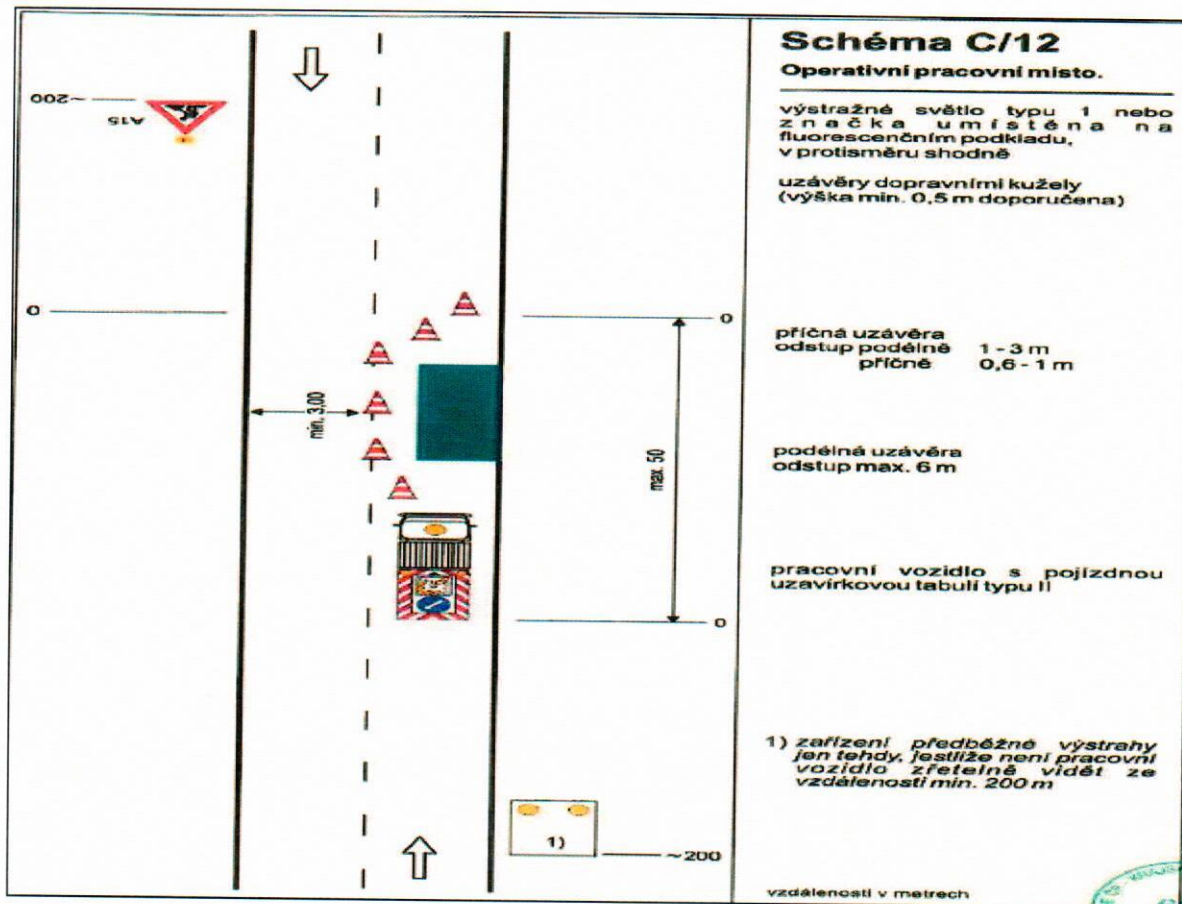 Schéma C/12
Operativní pracovní místo.
výstražné světlo typu 1 nebo
značka umístěna na
fluorescenčním podkladu,
v protisměru shodně
uzávěry dopravními kužely
(výška min. 0,5 m doporučena)
příčná uzávěra
odstup podélně 1 - 3 m
příčně 0,6 - 1 m
podélná uzávěra
odstup max. 6 m
pracovní vozidlo s pojízdnou
uzavírkovou tabulí typu II
1) zařízení předběžné výstrahy
jen tehdy, jestliže není pracovní
vozidlo zřetelně vidět ze
vzdálenosti min. 200 m
vzdálenosti v metrech
~200
A15
0
0
min. 3,00
max. 50
0
1)
~200